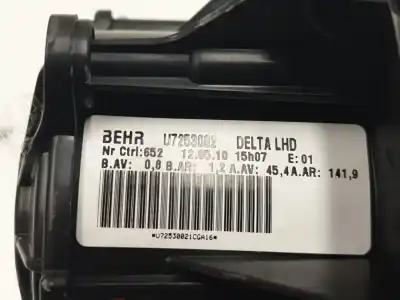 BEHR U7253002 DELTA LHD
Nr Ctrl:652 12.05.10 15h07 E:01
B.AV: 0,8 B.AR: 1,2 A.AV: 45,4 A.AR: 141,9
*U72530021CGA16*